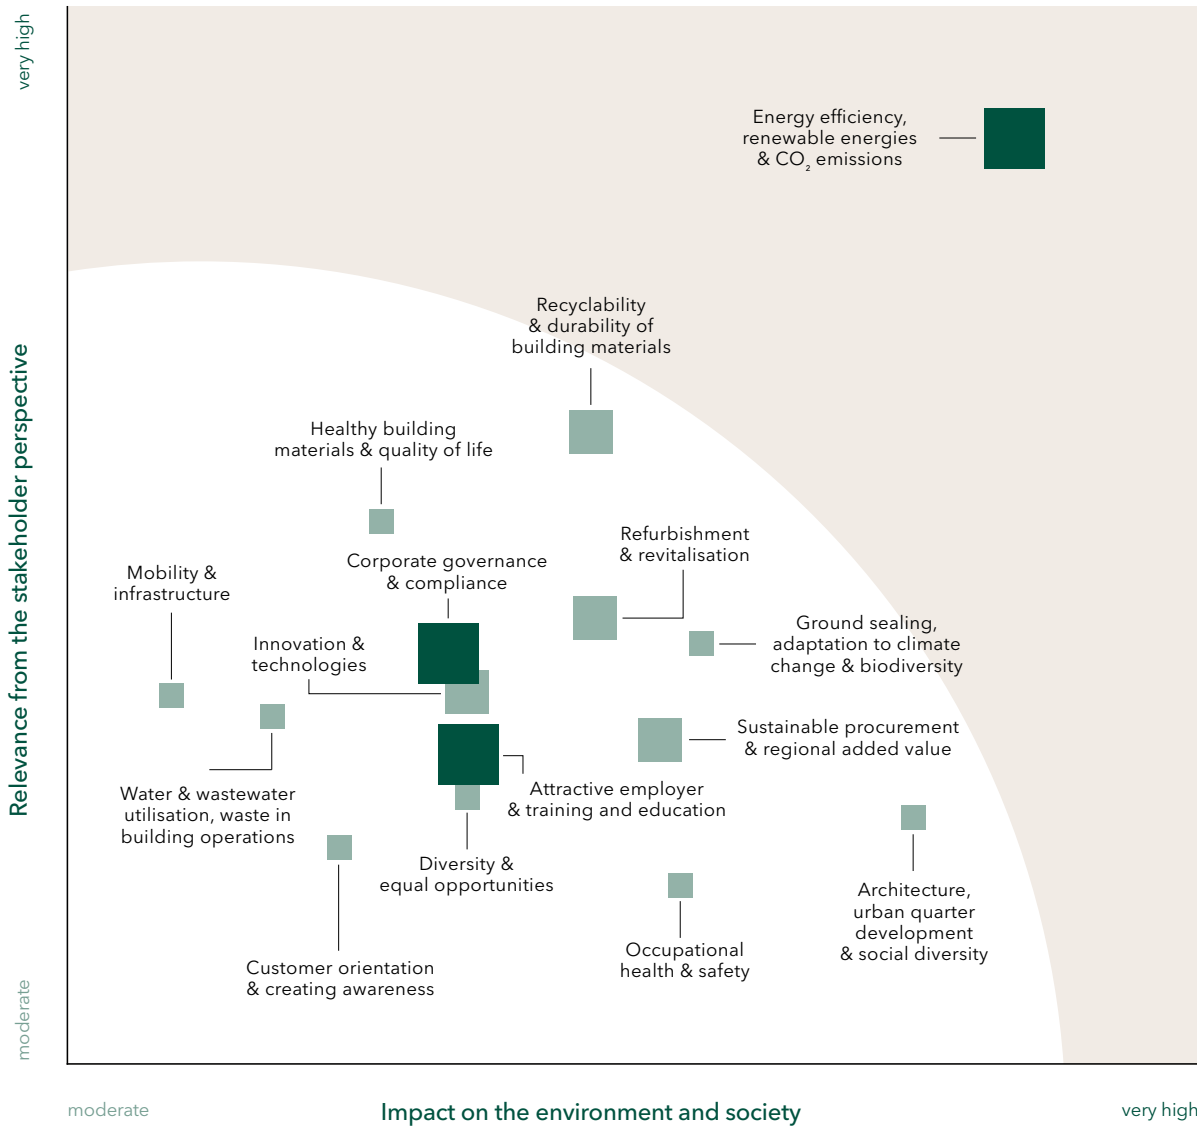 very high
Energy efficiency,
renewable energies
& CO₂ emissions
Recyclability
& durability of
building materials
Relevance from the stakeholder perspective
Healthy building
materials & quality of life
Refurbishment
& revitalisation
Corporate governance
& compliance
Mobility &
infrastructure
Ground sealing,
adaptation to climate
change & biodiversity
Innovation &
technologies
Sustainable procurement
& regional added value
Attractive employer
& training and education
Water & wastewater
utilisation, waste in
building operations
Diversity &
equal opportunities
Architecture,
urban quarter
development
& social diversity
Occupational
health & safety
Customer orientation
& creating awareness
moderate
moderate
Impact on the environment and society
very high